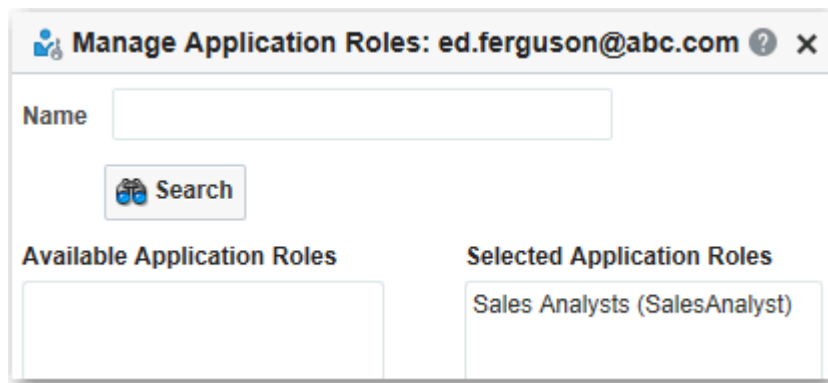 Manage Application Roles: ed.ferguson@abc.com ? ×
Name
Search
Available Application Roles
Selected Application Roles
Sales Analysts (SalesAnalyst)